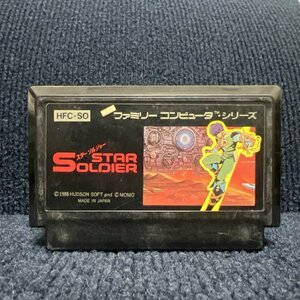 HFC-SO
ファミリー コンピュータ™ シリーズ
スター・ソルジャー
STAR
SOLDIER
©1986 HUDSON SOFT and ©MOMO
MADE IN JAPAN